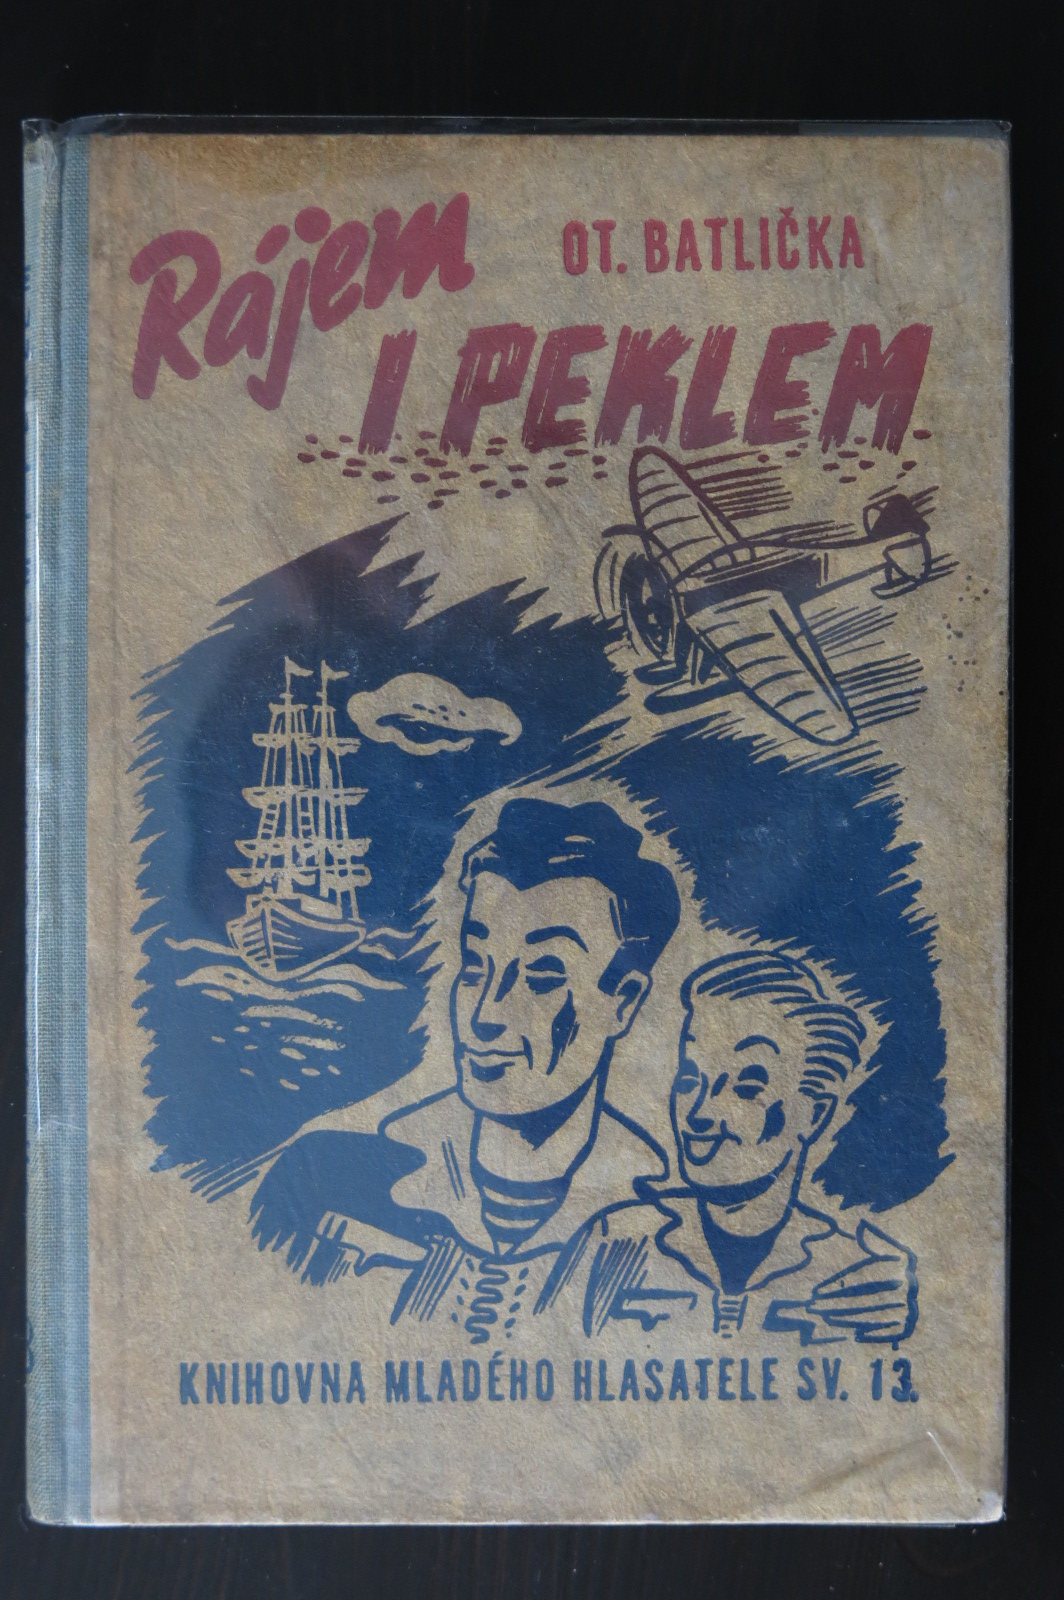 Rájem
OT. BATLIČKA
I PEKLEM
KNIHOVNA MLADÉHO HLASATELE SV. 13.